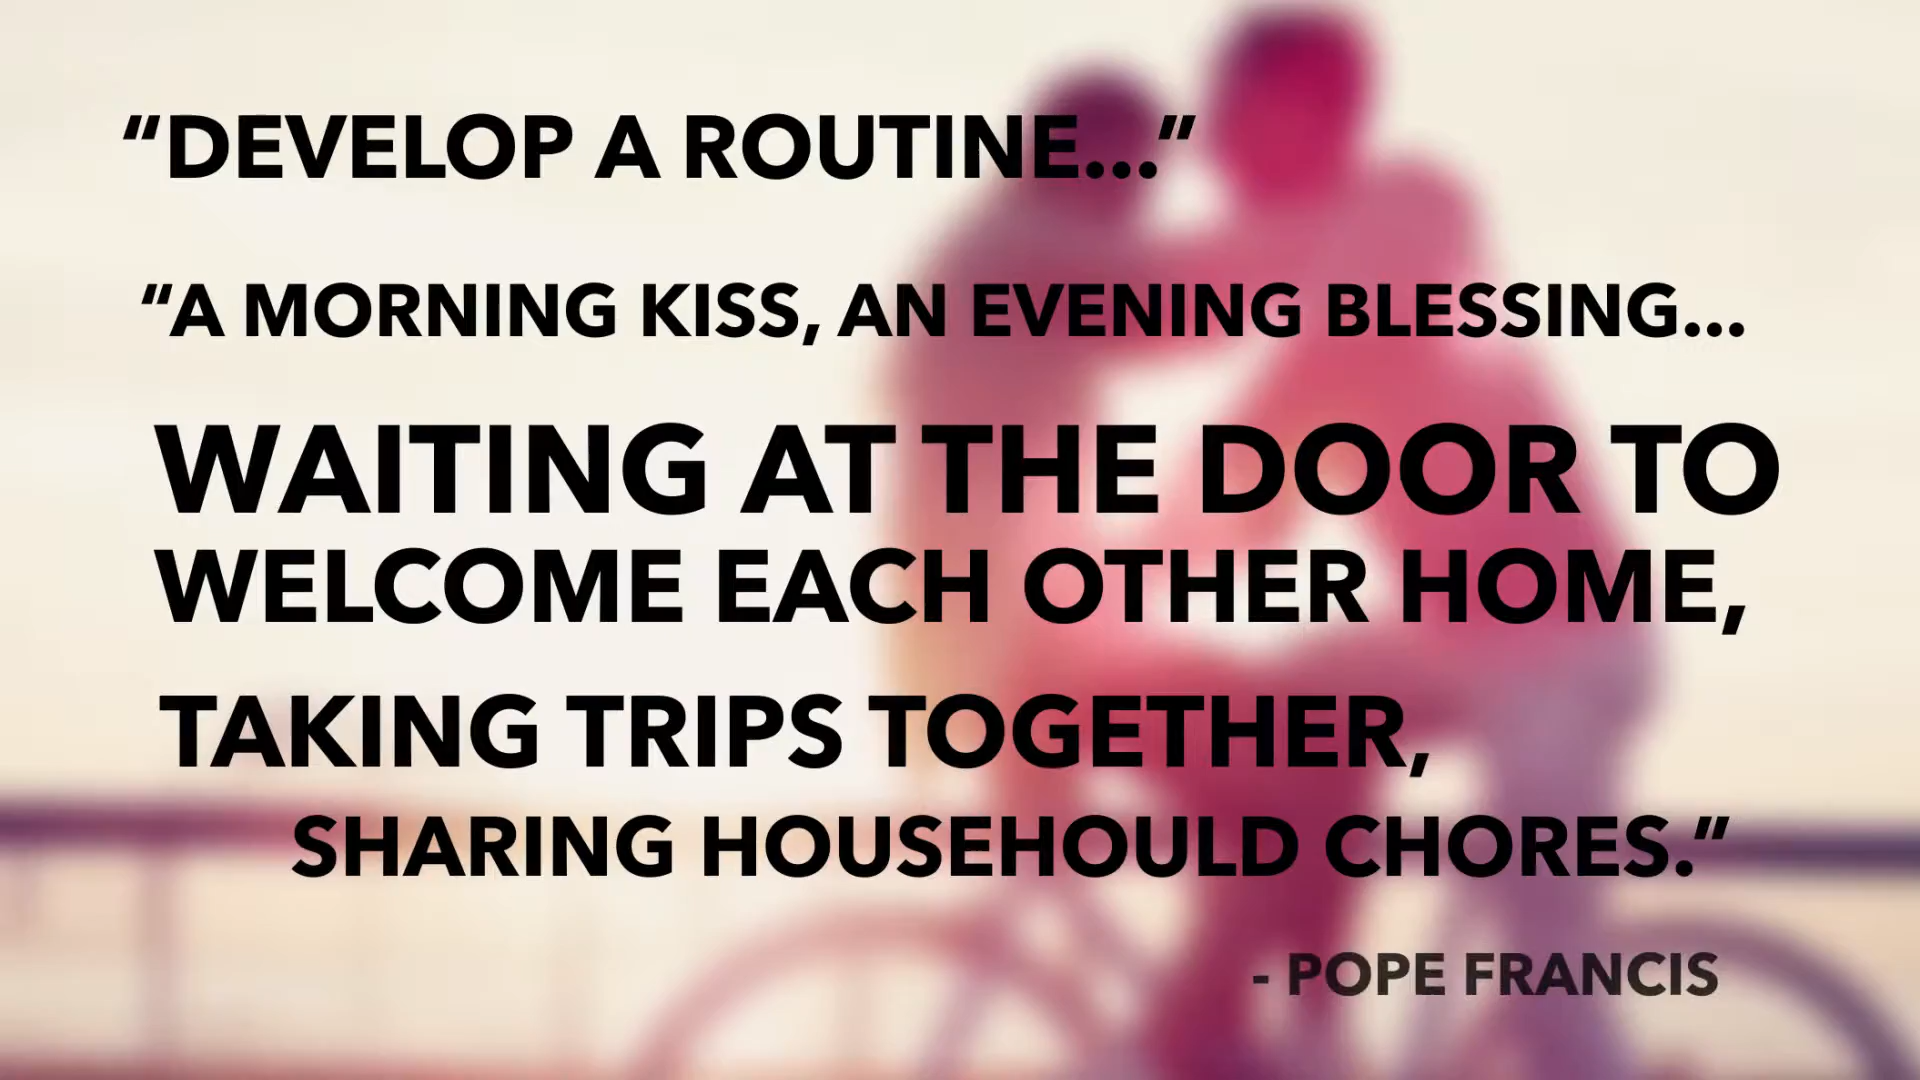 “DEVELOP A ROUTINE...”
“A MORNING KISS, AN EVENING BLESSING...
WAITING AT THE DOOR TO
WELCOME EACH OTHER HOME,
TAKING TRIPS TOGETHER,
SHARING HOUSEHOULD CHORES.”
- POPE FRANCIS